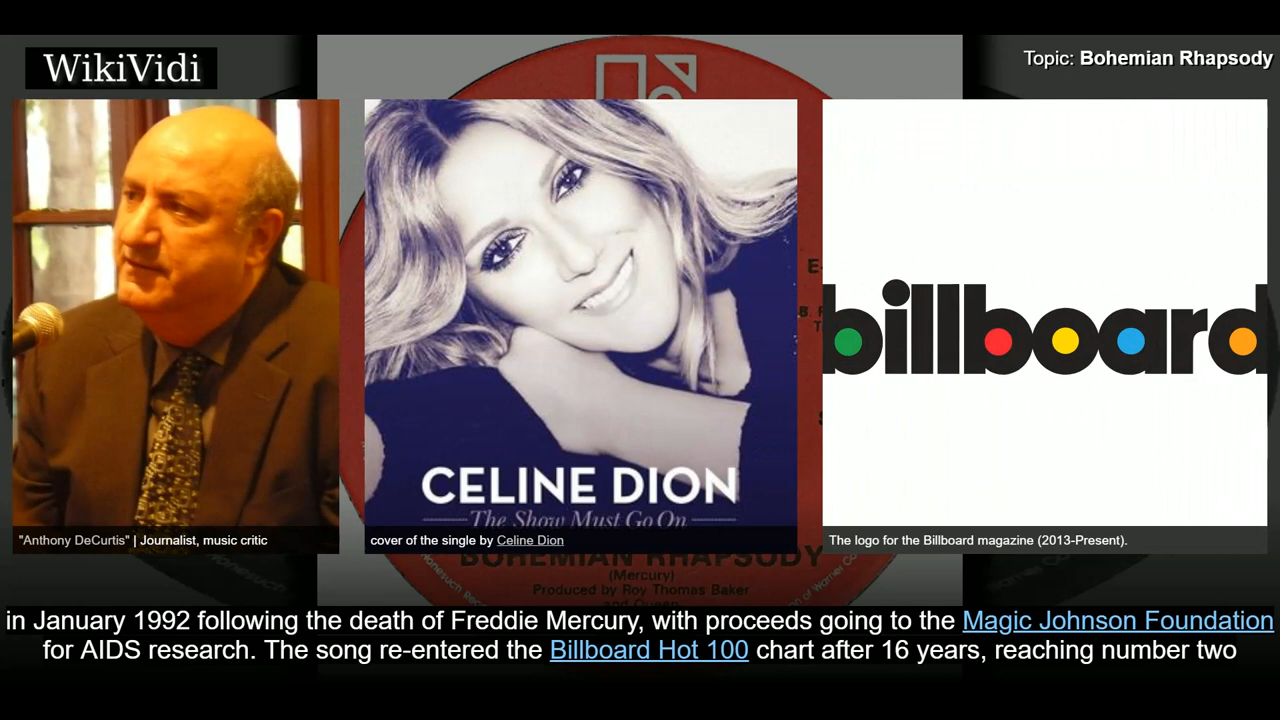 WikiVidi
Topic: Bohemian Rhapsody
CELINE DION
The Show Must Go On
billboard
"Anthony DeCurtis" | Journalist, music critic
cover of the single by Celine Dion
The logo for the Billboard magazine (2013-Present).
BOHEMIAN RHAPSODY
(Mercury)
Produced by Roy Thomas Baker
and Queen
in January 1992 following the death of Freddie Mercury, with proceeds going to the Magic Johnson Foundation
for AIDS research. The song re-entered the Billboard Hot 100 chart after 16 years, reaching number two